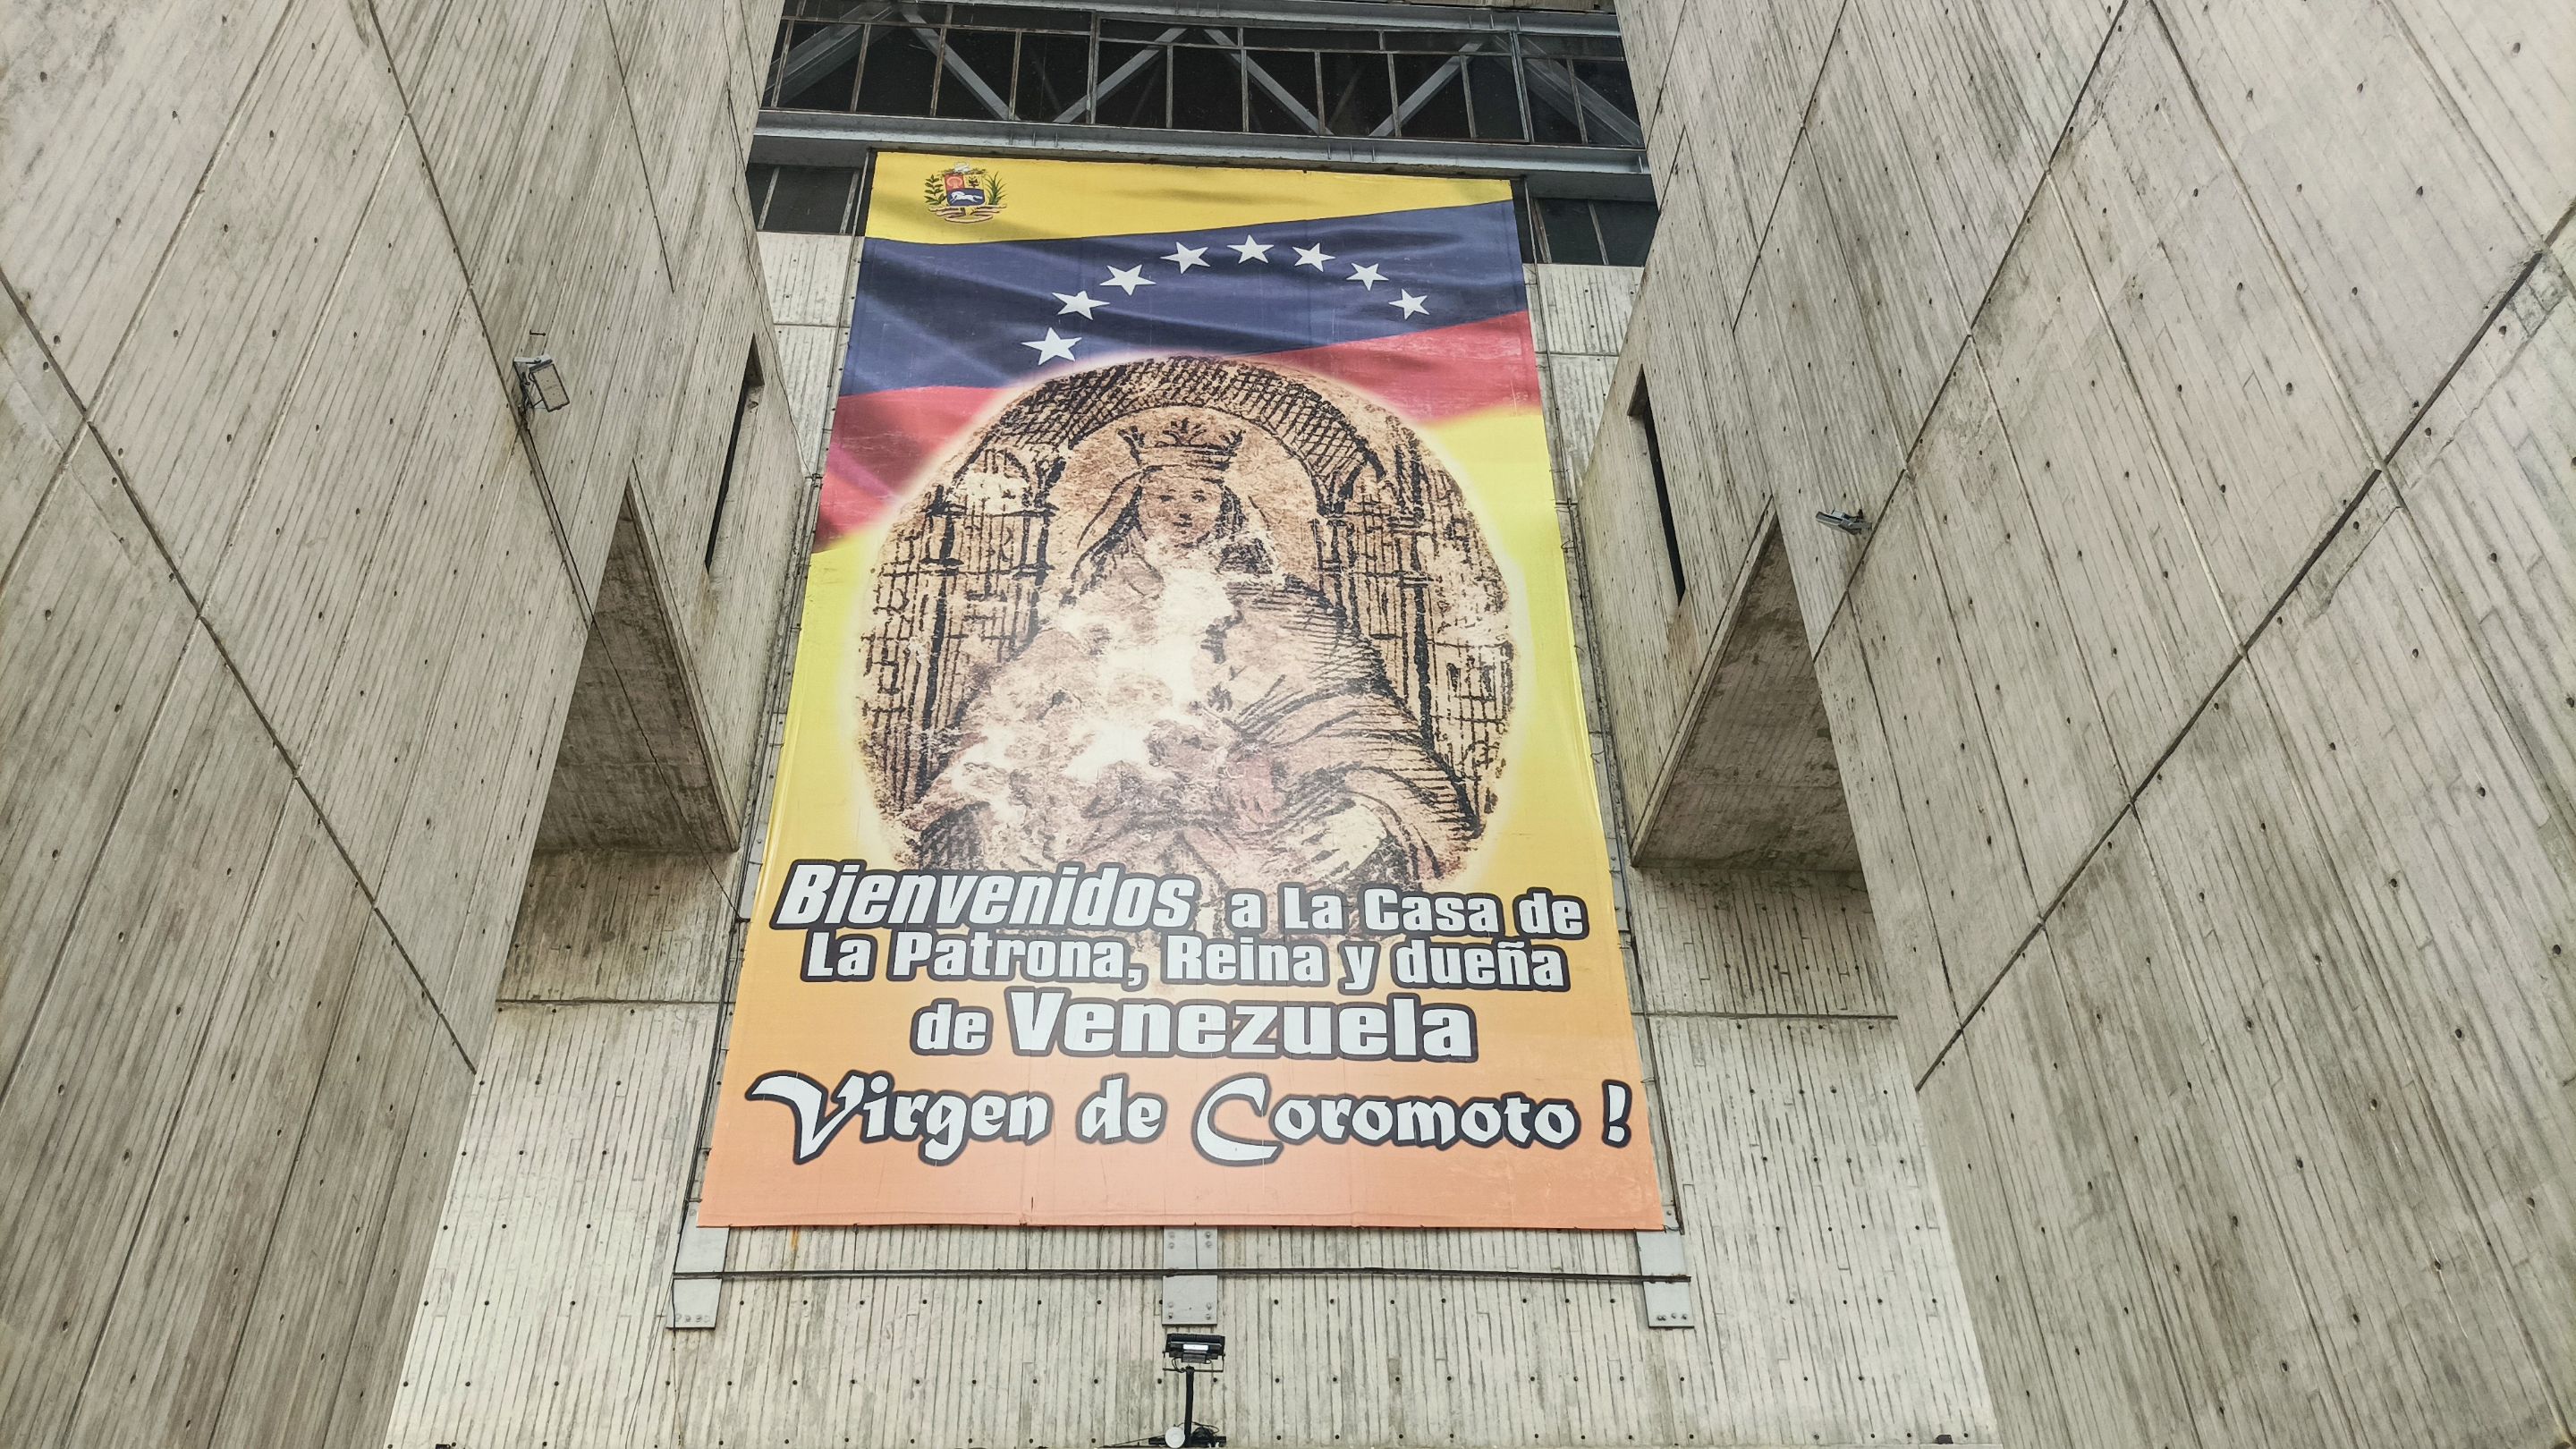 Bienvenidos a La Casa de
La Patrona, Reina y dueña
de Venezuela
Virgen de Coromoto !